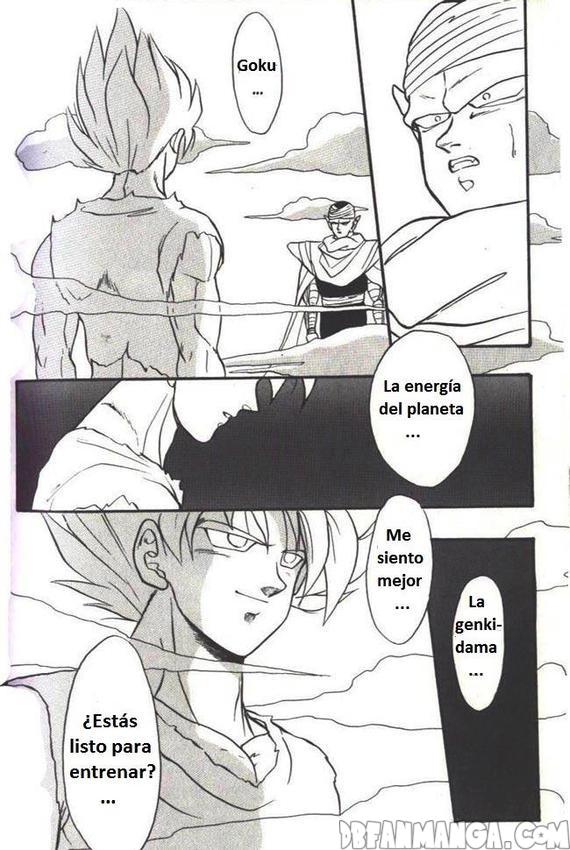 Goku
...
La energía
del planeta
...
Me
siento
mejor
...
La
genki-
dama
...
¿Estás
listo para
entrenar?
...
DBFANMANGA.COM